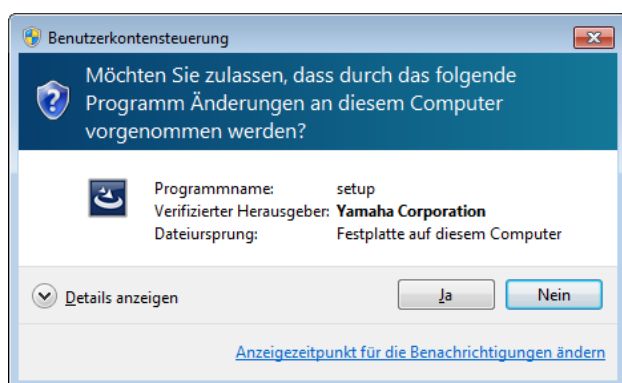 Benutzerkontensteuerung
Möchten Sie zulassen, dass durch das folgende
Programm Änderungen an diesem Computer
vorgenommen werden?
Programmname: setup
Verifizierter Herausgeber: Yamaha Corporation
Dateiursprung: Festplatte auf diesem Computer
Details anzeigen Ja Nein
Anzeigezeitpunkt für die Benachrichtigungen ändern